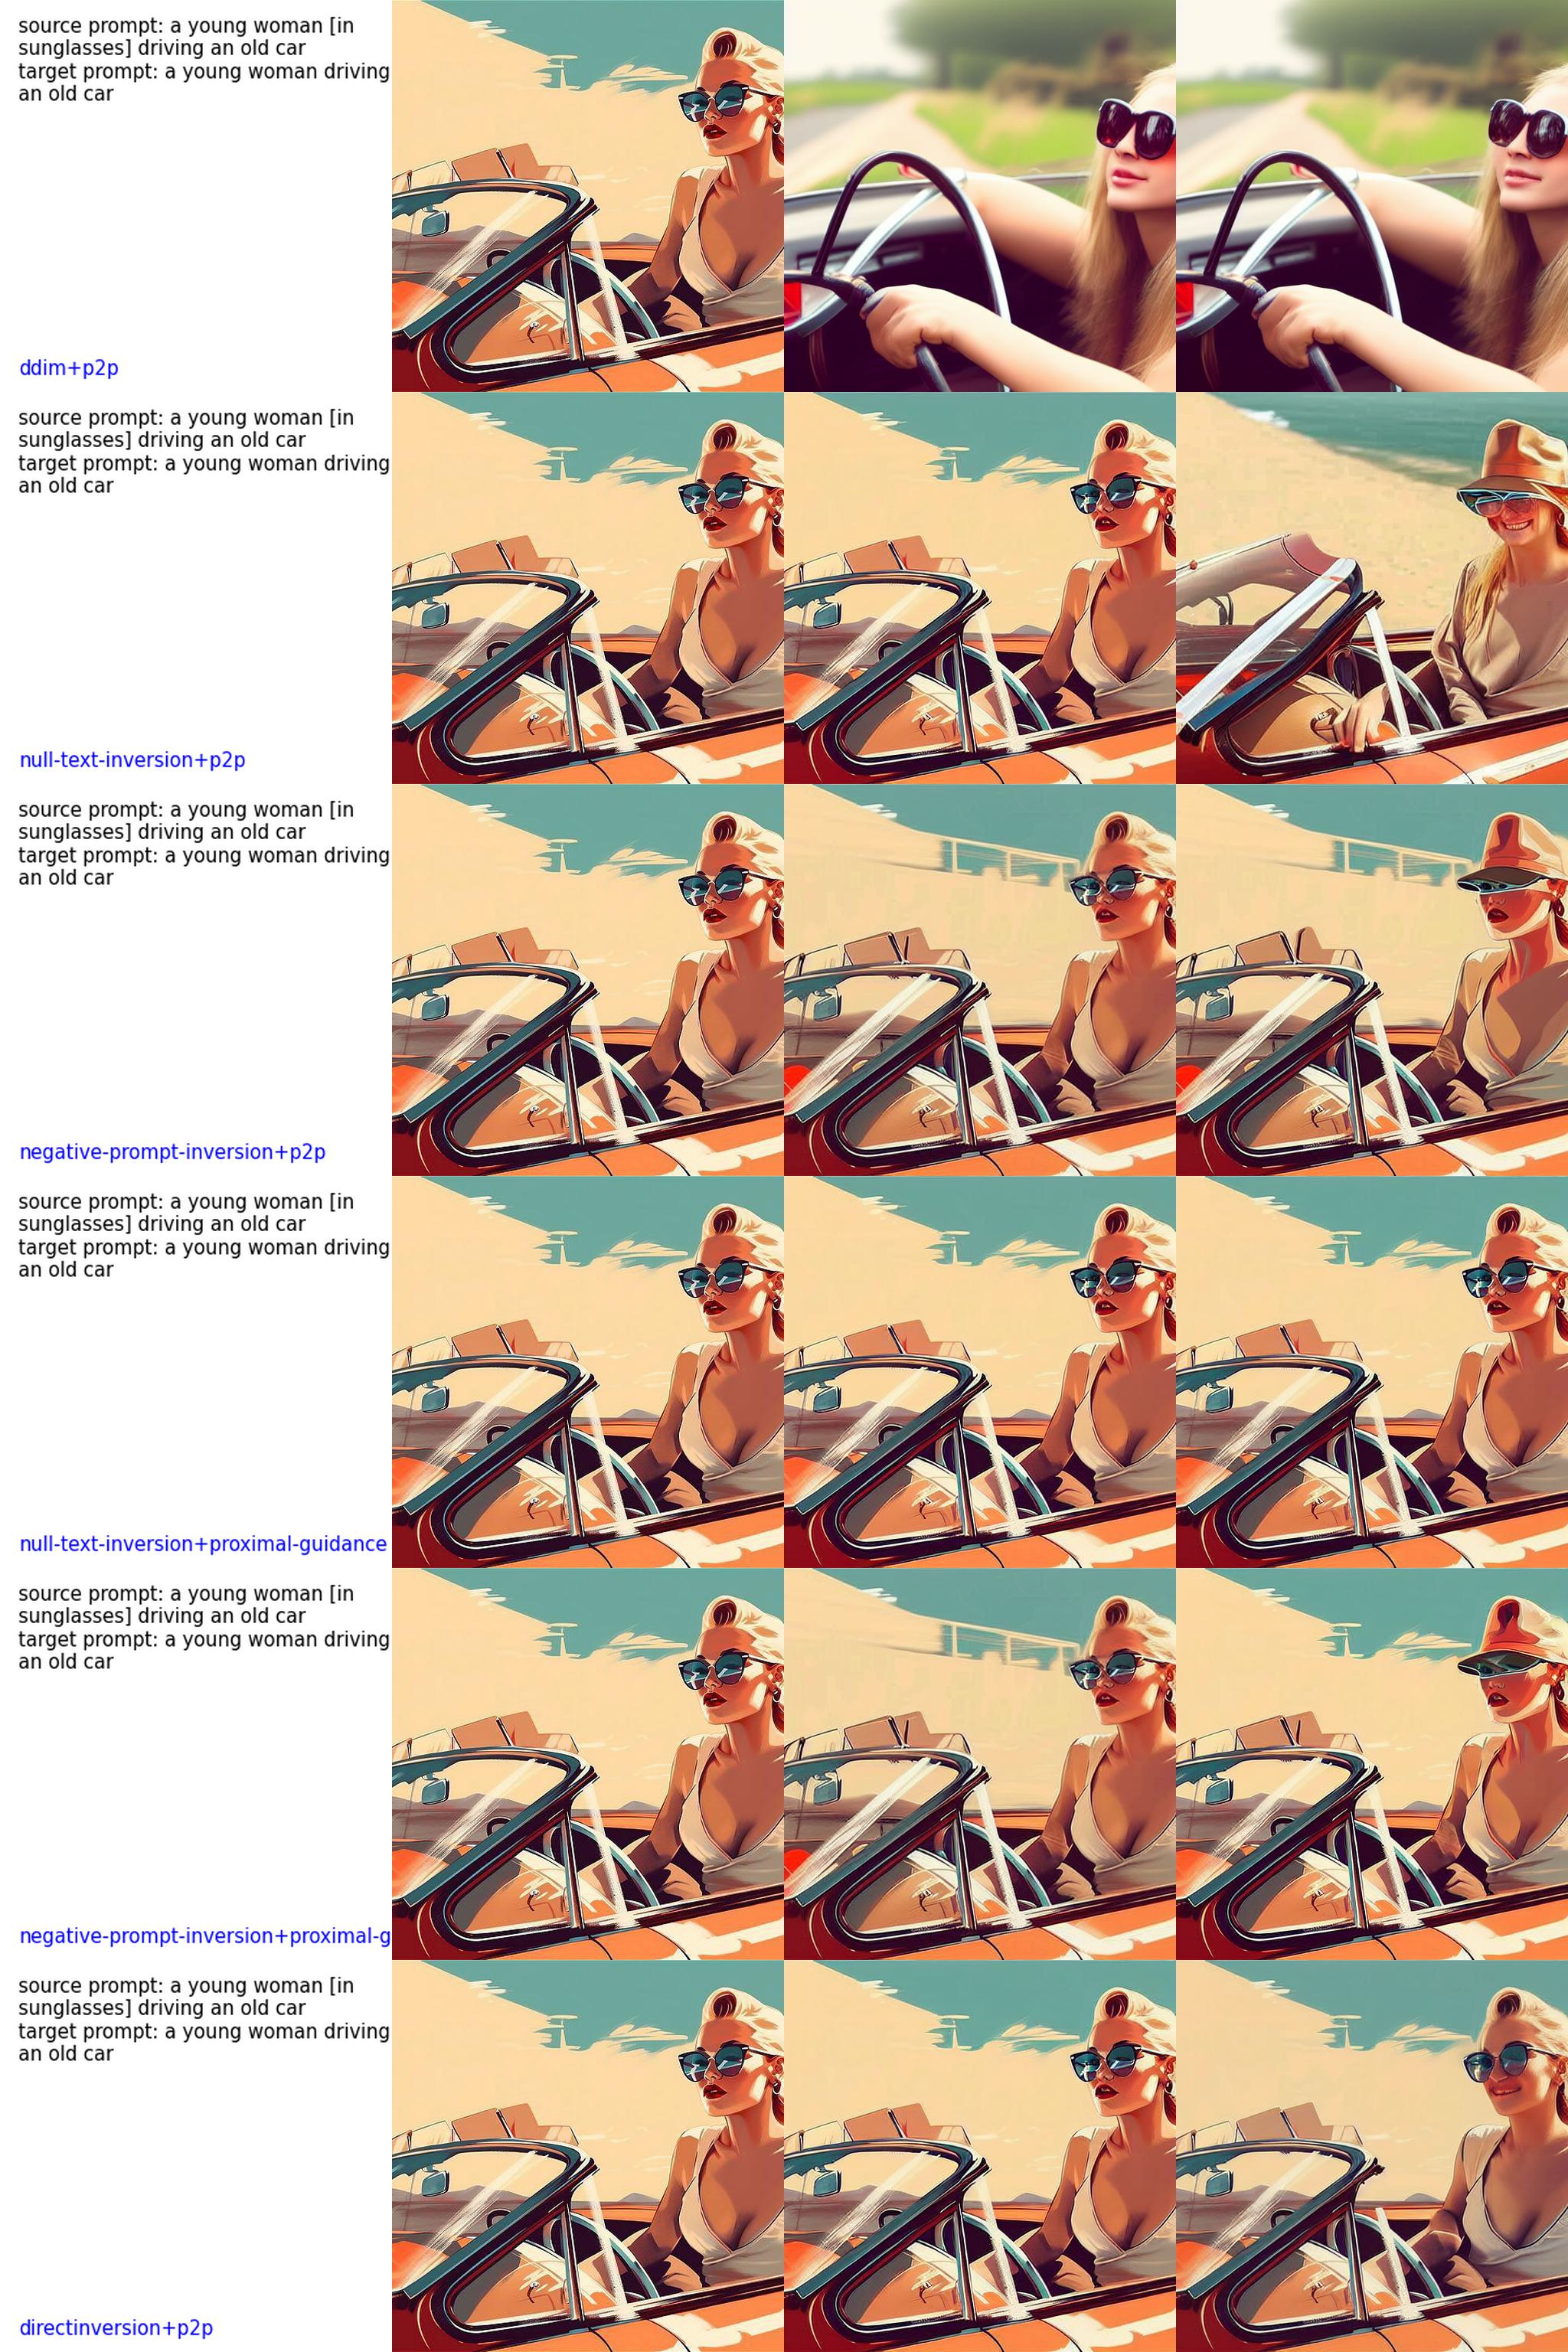 source prompt: a young woman [in
sunglasses] driving an old car
target prompt: a young woman driving
an old car
ddim+p2p
source prompt: a young woman [in
sunglasses] driving an old car
target prompt: a young woman driving
an old car
null-text-inversion+p2p
source prompt: a young woman [in
sunglasses] driving an old car
target prompt: a young woman driving
an old car
negative-prompt-inversion+p2p
source prompt: a young woman [in
sunglasses] driving an old car
target prompt: a young woman driving
an old car
null-text-inversion+proximal-guidance
source prompt: a young woman [in
sunglasses] driving an old car
target prompt: a young woman driving
an old car
negative-prompt-inversion+proximal-g
source prompt: a young woman [in
sunglasses] driving an old car
target prompt: a young woman driving
an old car
directinversion+p2p